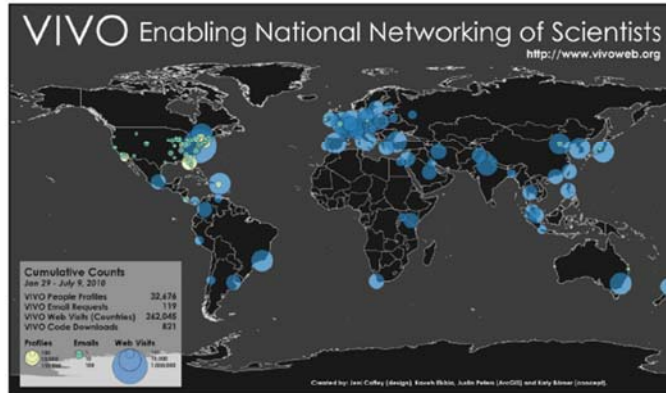 VIVO Enabling National Networking of Scientists
http://www.vivoweb.org
Cumulative Counts
Jan 29 - July 9, 2010
VIVO People Profiles 32,676
VIVO Email Requests 119
VIVO Web Visits (Countries) 262,045
VIVO Code Downloads 821
Profiles Emails Web Visits
Created by: Jeni Coffey (design), Kaveh Ekbia, Justin Peters (ArcGIS) and Katy Börner (concept).